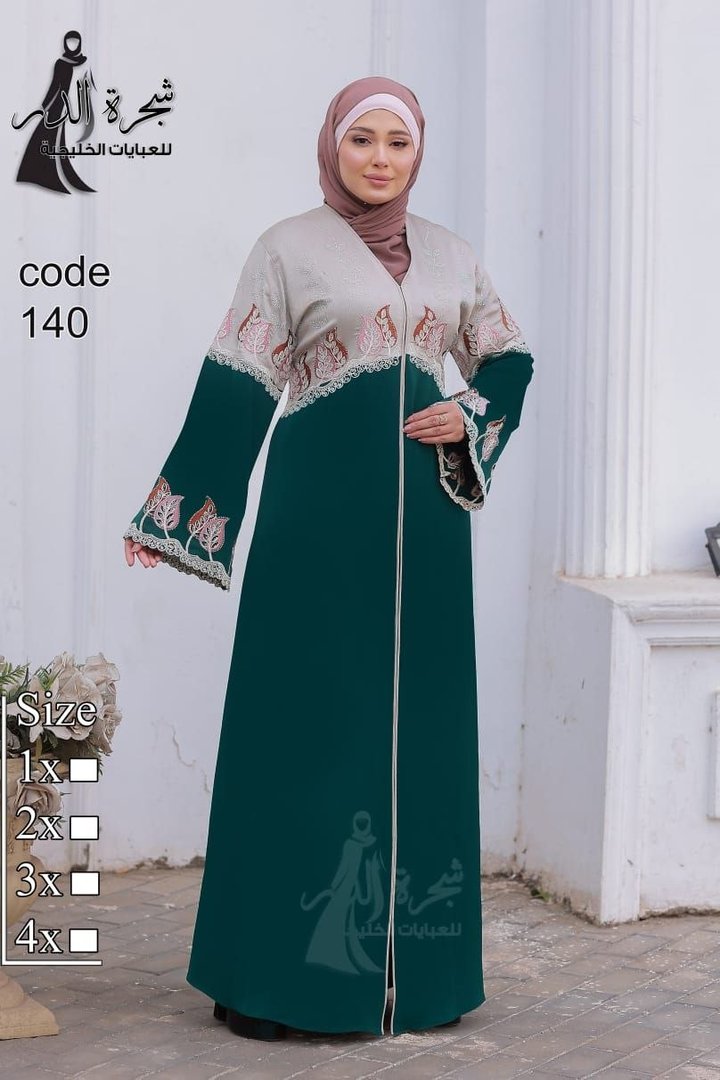 شجرة الدر
للعبايات الخليجية
code
140
Size
1x
2x
3x
4x
شجرة الدر
للعبايات الخليجية